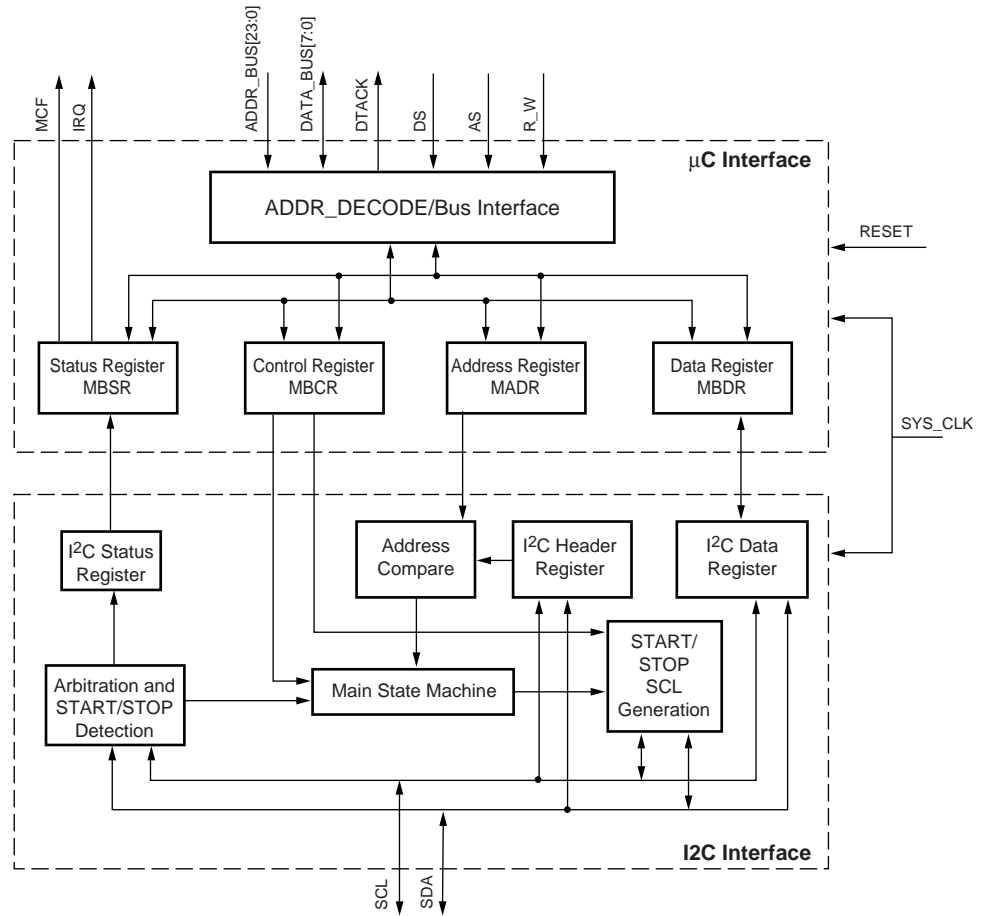 MCF
IRQ
ADDR_BUS[23:0]
DATA_BUS[7:0]
DTACK
DS
AS
R_W
µC Interface
ADDR_DECODE/Bus Interface
RESET
Status Register
MBSR
Control Register
MBCR
Address Register
MADR
Data Register
MBDR
SYS_CLK
I2C Status
Register
Address
Compare
I2C Header
Register
I2C Data
Register
START/
STOP
SCL
Generation
Arbitration and
START/STOP
Detection
Main State Machine
I2C Interface
SCL
SDA